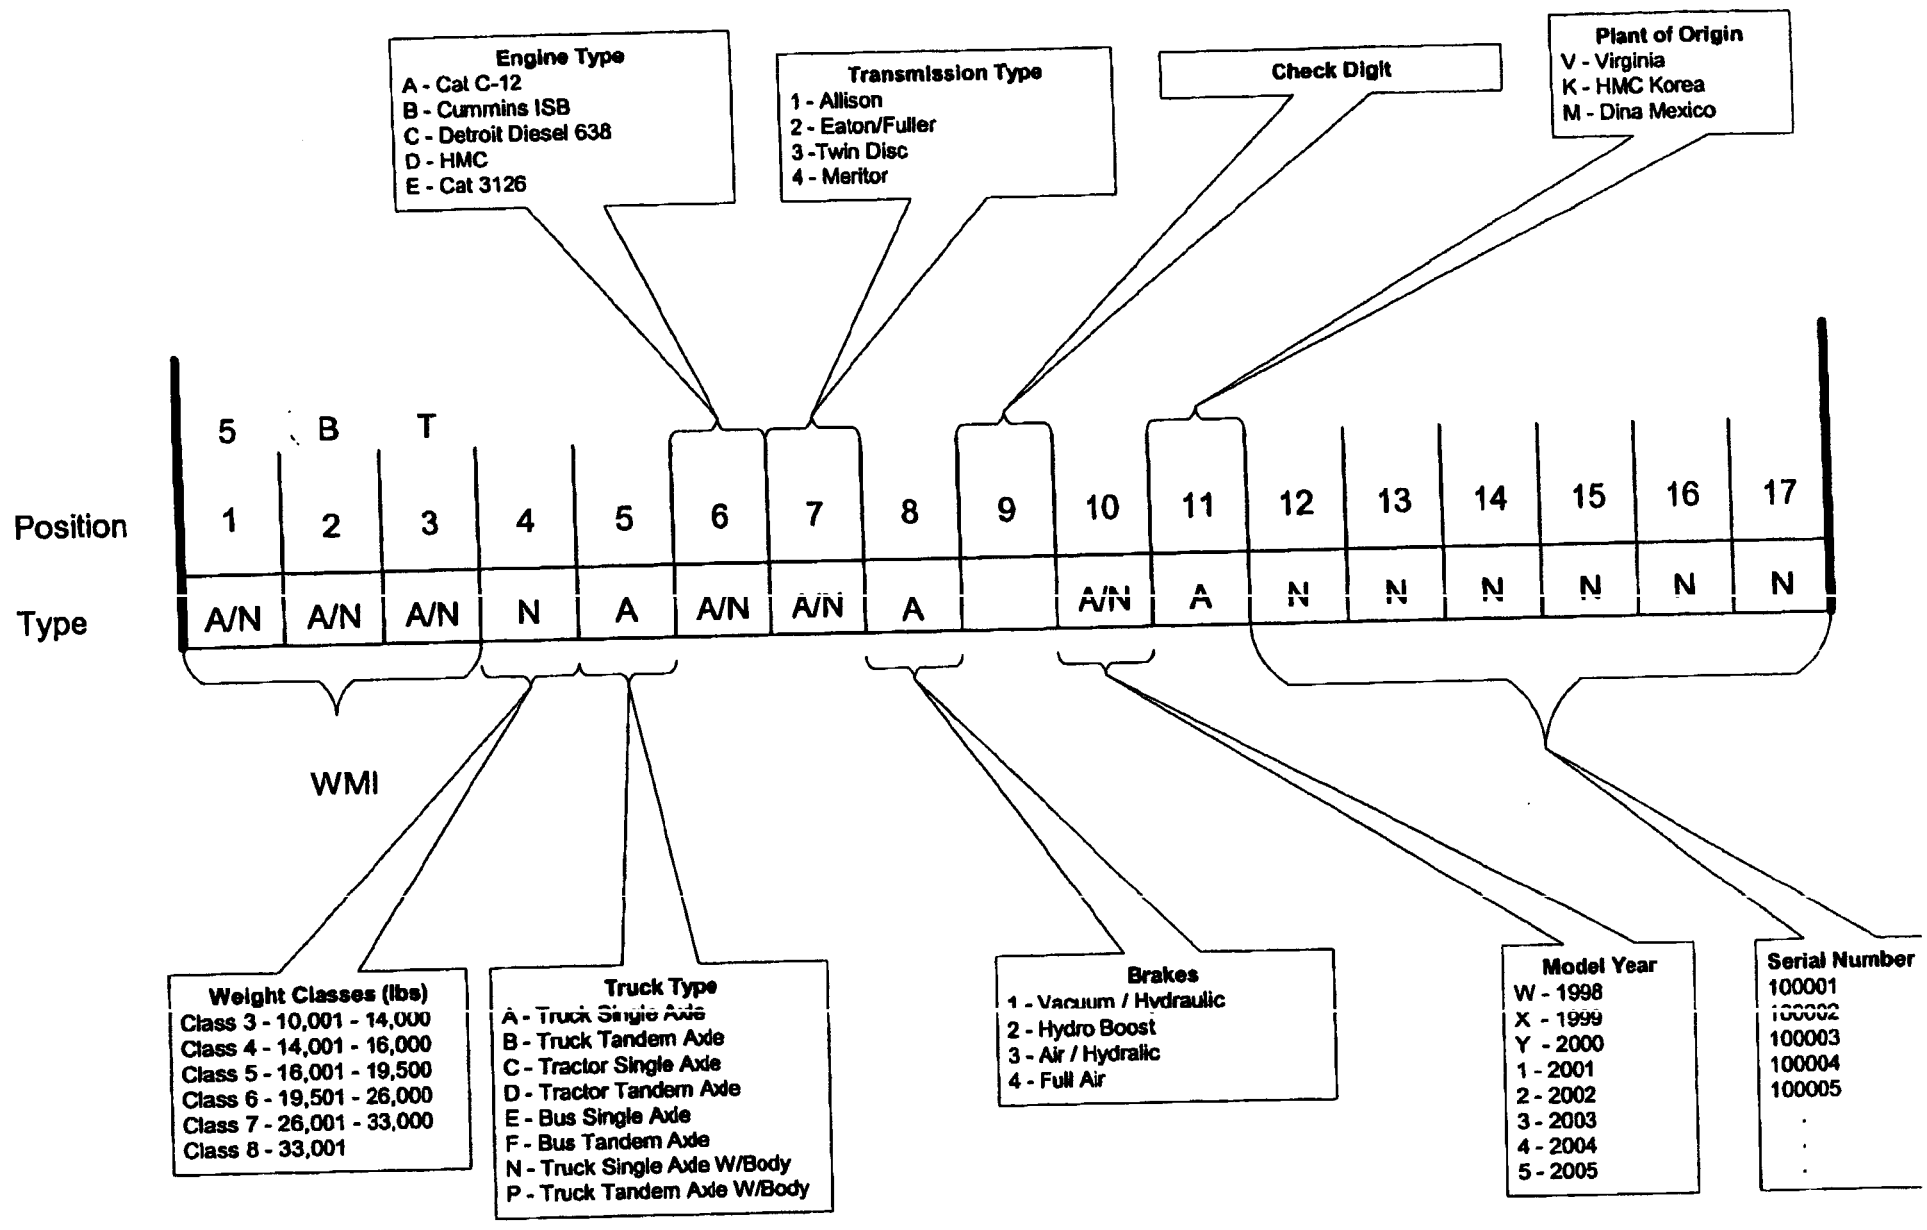 Engine Type
A - Cat C-12
B - Cummins ISB
C - Detroit Diesel 638
D - HMC
E - Cat 3126
Transmission Type
1 - Allison
2 - Eaton/Fuller
3 -Twin Disc
4 - Meritor
Check Digit
Plant of Origin
V - Virginia
K - HMC Korea
M - Dina Mexico
5 B T
Position 1 2 3 4 5 6 7 8 9 10 11 12 13 14 15 16 17
Type A/N A/N A/N N A A/N A/N A A/N A N N N N N N
WMI
Weight Classes (lbs)
Class 3 - 10,001 - 14,000
Class 4 - 14,001 - 16,000
Class 5 - 16,001 - 19,500
Class 6 - 19,501 - 26,000
Class 7 - 26,001 - 33,000
Class 8 - 33,001
Truck Type
A - Truck Single Axle
B - Truck Tandem Axle
C - Tractor Single Axle
D - Tractor Tandem Axle
E - Bus Single Axle
F - Bus Tandem Axle
N - Truck Single Axle W/Body
P - Truck Tandem Axle W/Body
Brakes
1 - Vacuum / Hydraulic
2 - Hydro Boost
3 - Air / Hydralic
4 - Full Air
Model Year
W - 1998
X - 1999
Y - 2000
1 - 2001
2 - 2002
3 - 2003
4 - 2004
5 - 2005
Serial Number
100001
100002
100003
100004
100005
.
.
.